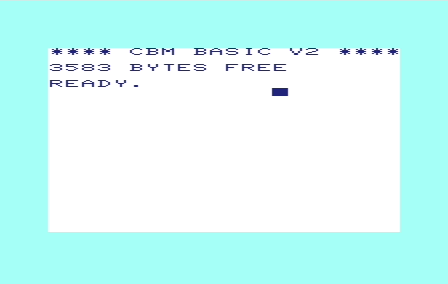 **** CBM BASIC V2 ****
3583 BYTES FREE
READY.